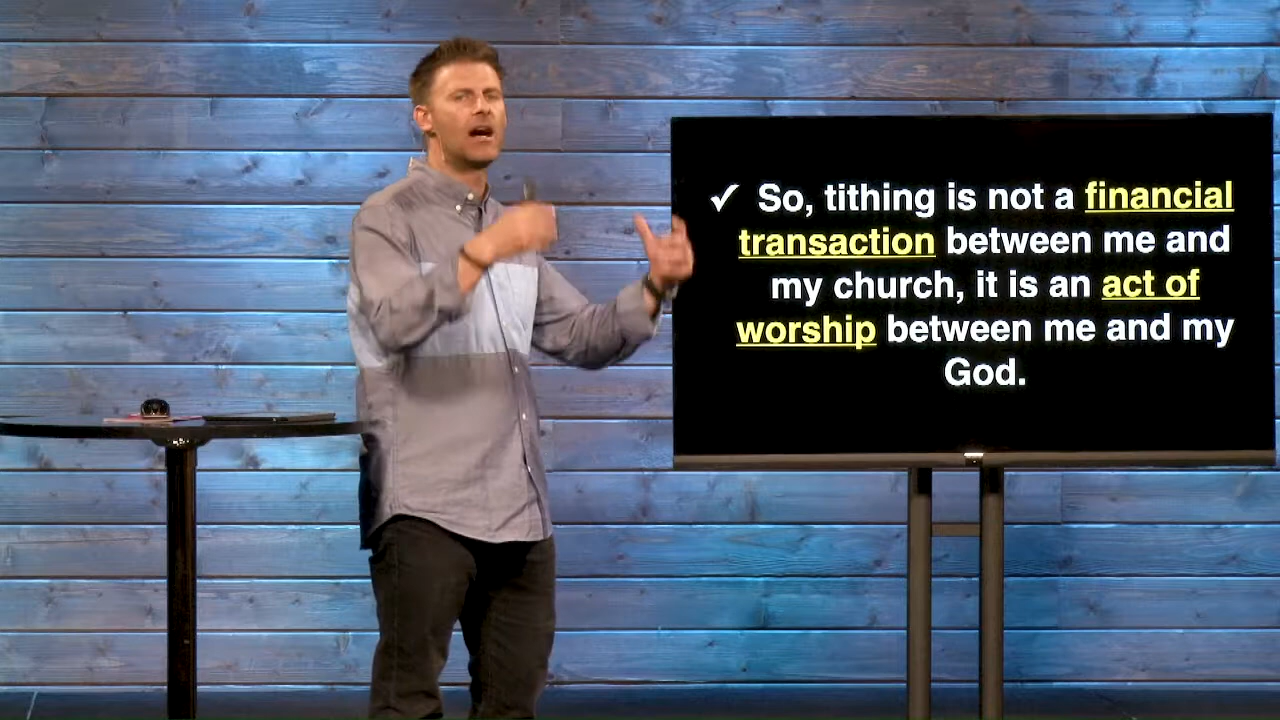 ✓ So, tithing is not a financial
transaction between me and
my church, it is an act of
worship between me and my
God.